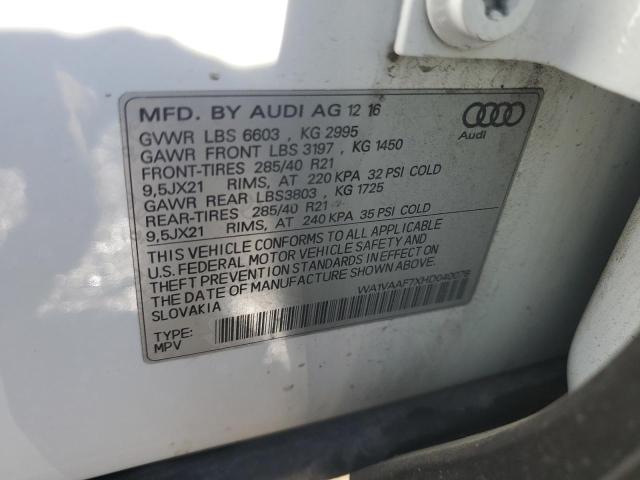 MFD. BY AUDI AG 12 16
GVWR LBS 6603 , KG 2995
GAWR FRONT LBS 3197 , KG 1450
FRONT-TIRES 285/40 R21
9,5JX21 RIMS, AT 220 KPA 32 PSI COLD
GAWR REAR LBS3803 , KG 1725
REAR-TIRES 285/40 R21
9,5JX21 RIMS, AT 240 KPA 35 PSI COLD
THIS VEHICLE CONFORMS TO ALL APPLICABLE
U.S. FEDERAL MOTOR VEHICLE SAFETY AND
THEFT PREVENTION STANDARDS IN EFFECT ON
THE DATE OF MANUFACTURE SHOWN ABOVE
SLOVAKIA
WA1VAAF7XHD040078
TYPE:
MPV
Audi